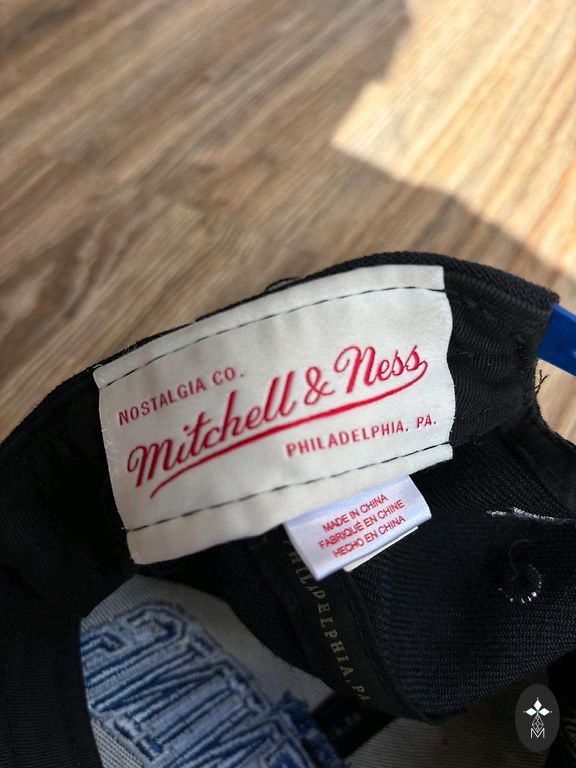 NOSTALGIA CO.
Mitchell & Ness
PHILADELPHIA, PA.
MADE IN CHINA
FABRIQUÉ EN CHINE
HECHO EN CHINA
PHILADELPHIA, PA
M